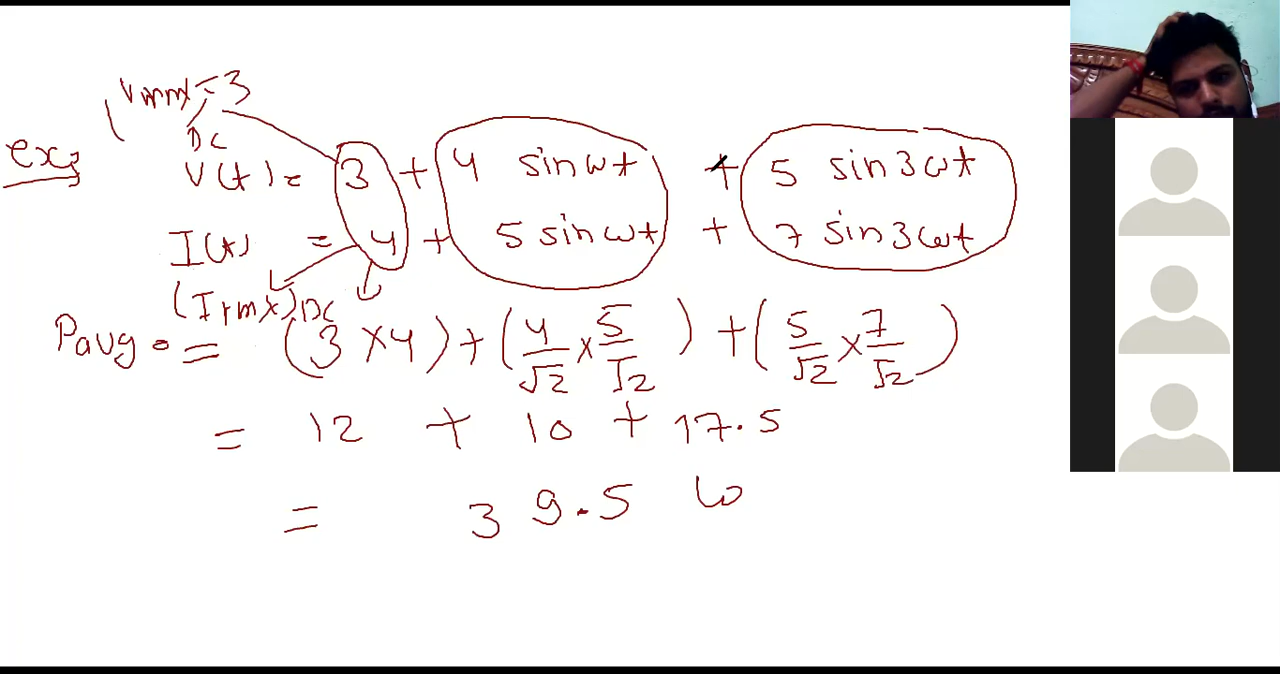 (Vrms = 3
DC
ex:
V(t) = 3 + 4 sinωt + 5 sin3ωt
I(t) = 4 + 5 sinωt + 7 sin3ωt
(Irms)DC
Pavg. = (3 × 4) + (4/√2 × 5/√2) + (5/√2 × 7/√2)
= 12 + 10 + 17.5
= 39.5 ω